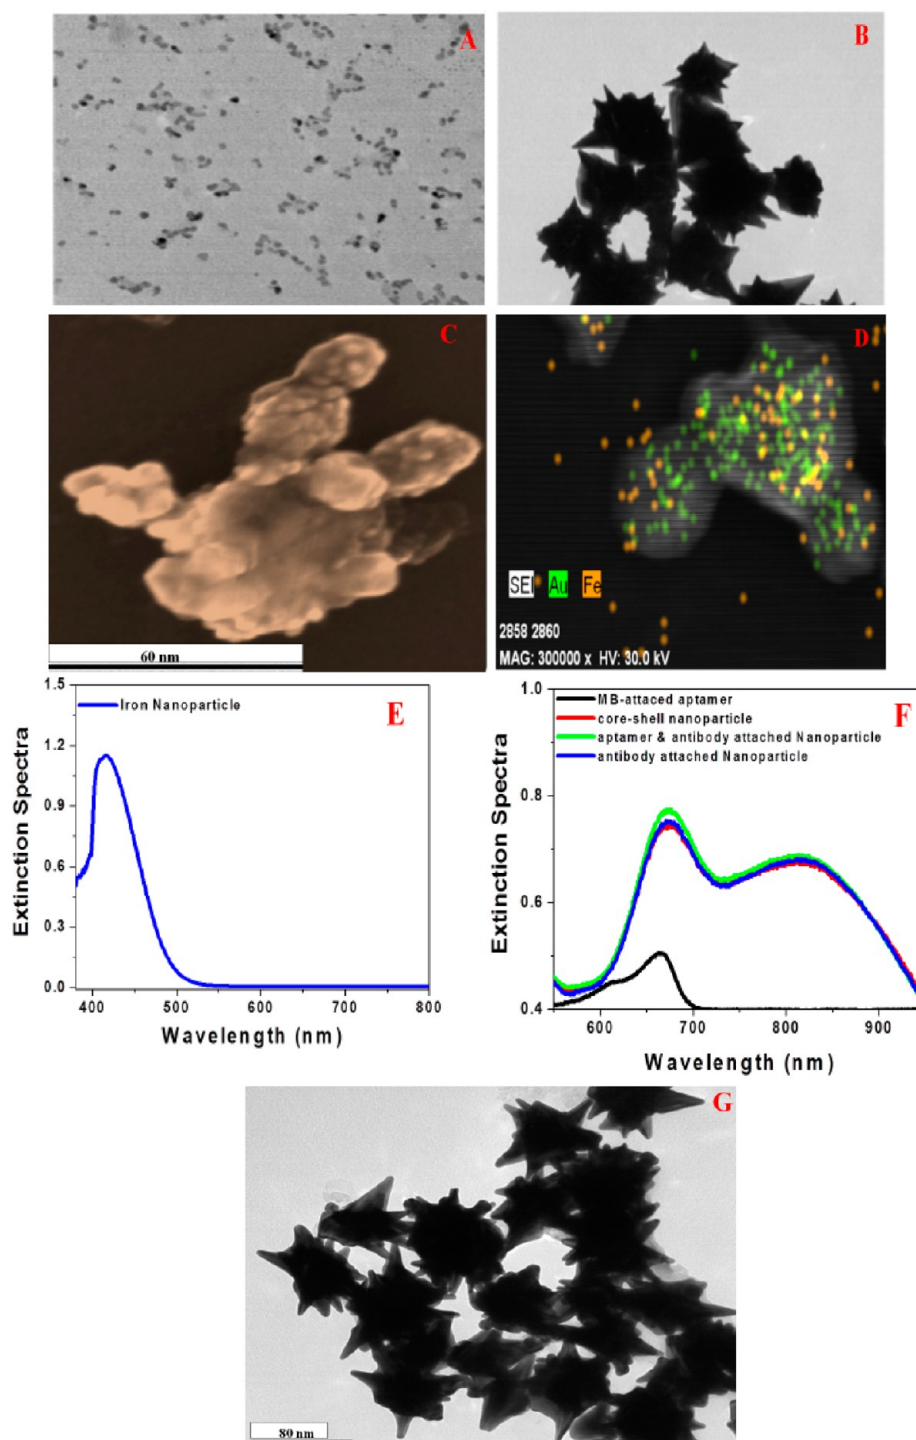 A
B
C
60 nm
D
SEI Au Fe
2858 2860
MAG: 300000 x HV: 30.0 kV
E
Iron Nanoparticle
Extinction Spectra
1.5
1.2
0.9
0.6
0.3
0.0
400 500 600 700 800
Wavelength (nm)
F
MB-attaced aptamer
core-shell nanoparticle
aptamer & antibody attached Nanoparticle
antibody attached Nanoparticle
Extinction Spectra
1.0
0.8
0.6
0.4
600 700 800 900
Wavelength (nm)
G
80 nm